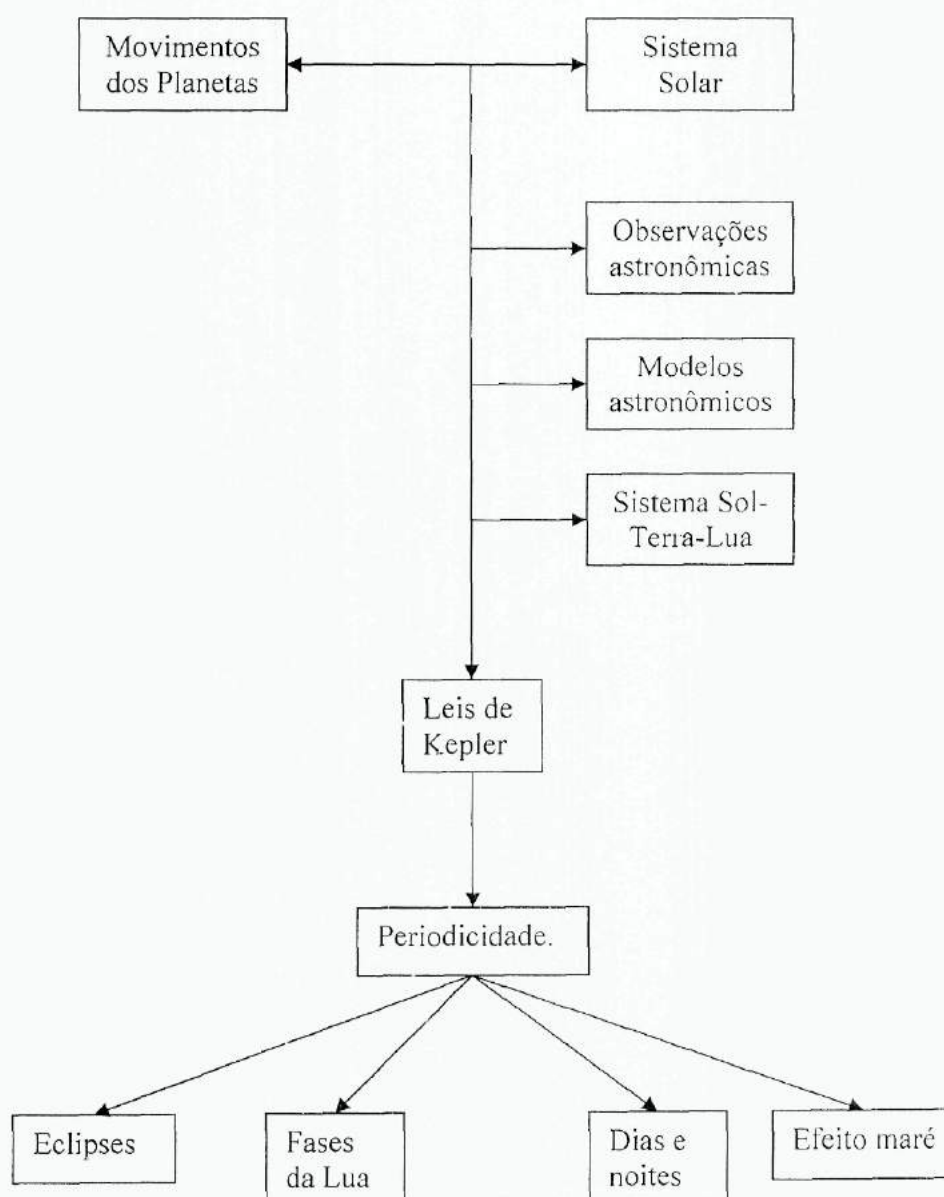 Movimentos
dos Planetas
Sistema
Solar
Observações
astronômicas
Modelos
astronômicos
Sistema Sol-
Terra-Lua
Leis de
Kepler
Periodicidade.
Eclipses
Fases
da Lua
Dias e
noites
Efeito maré